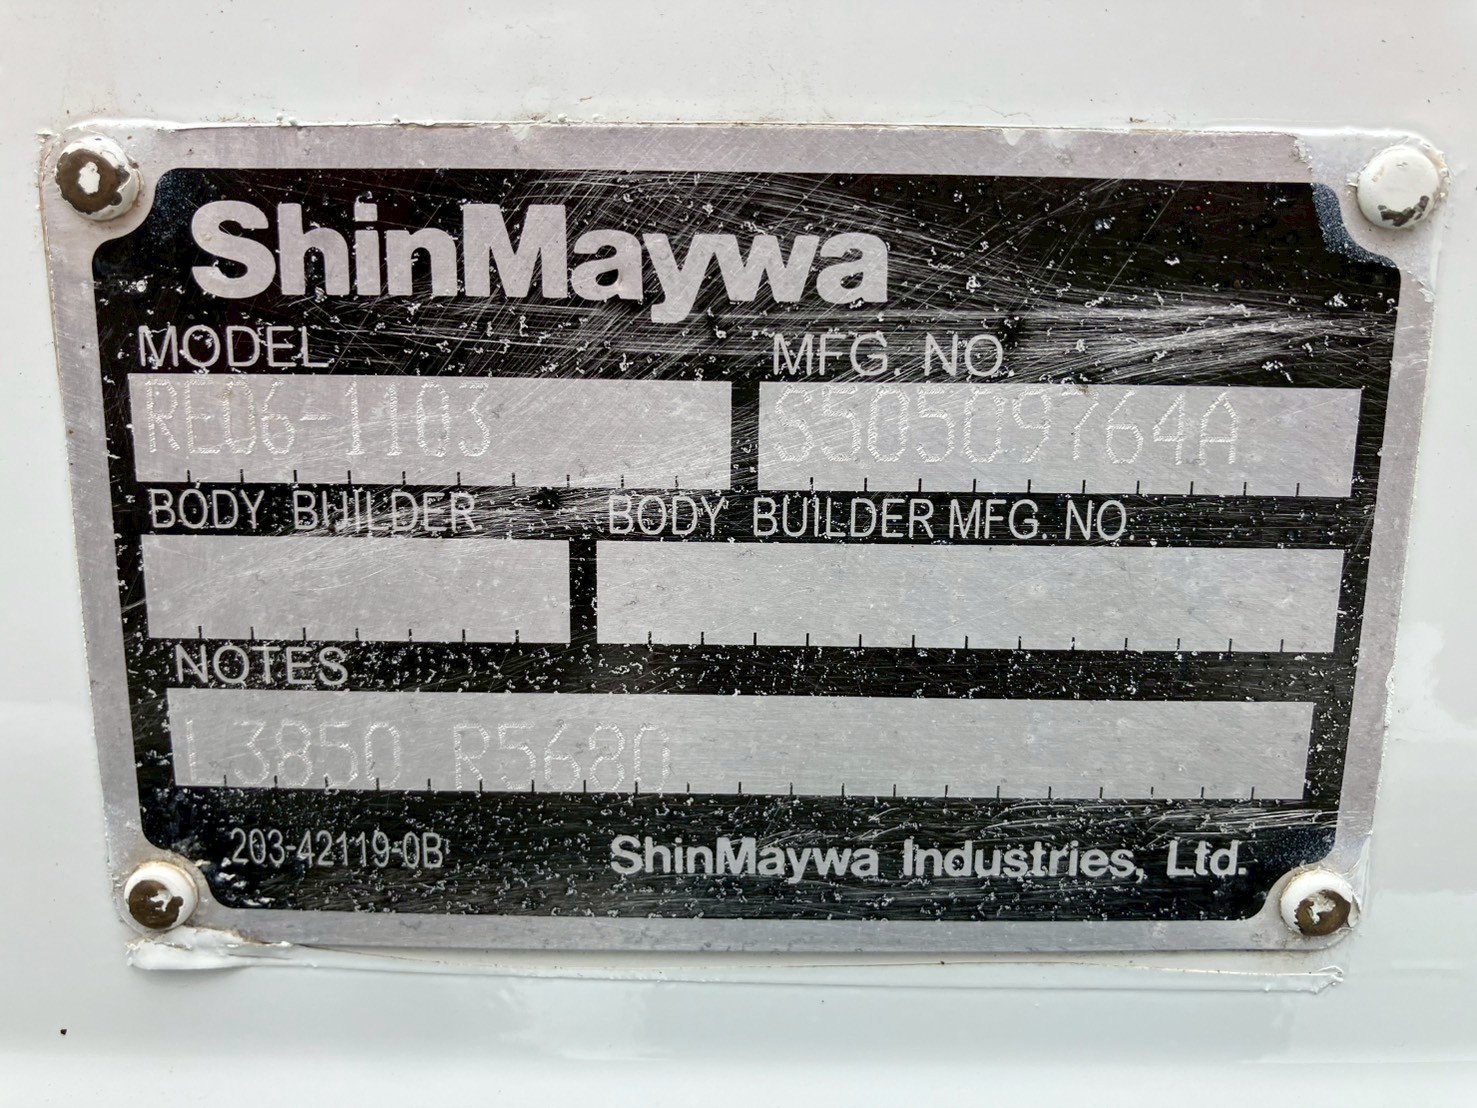 ShinMaywa
MODEL MFG. NO.
RE06-1103 S50509764A
BODY BUILDER BODY BUILDER MFG. NO.
NOTES
L3850 R5680
203-42119-0B ShinMaywa Industries, Ltd.